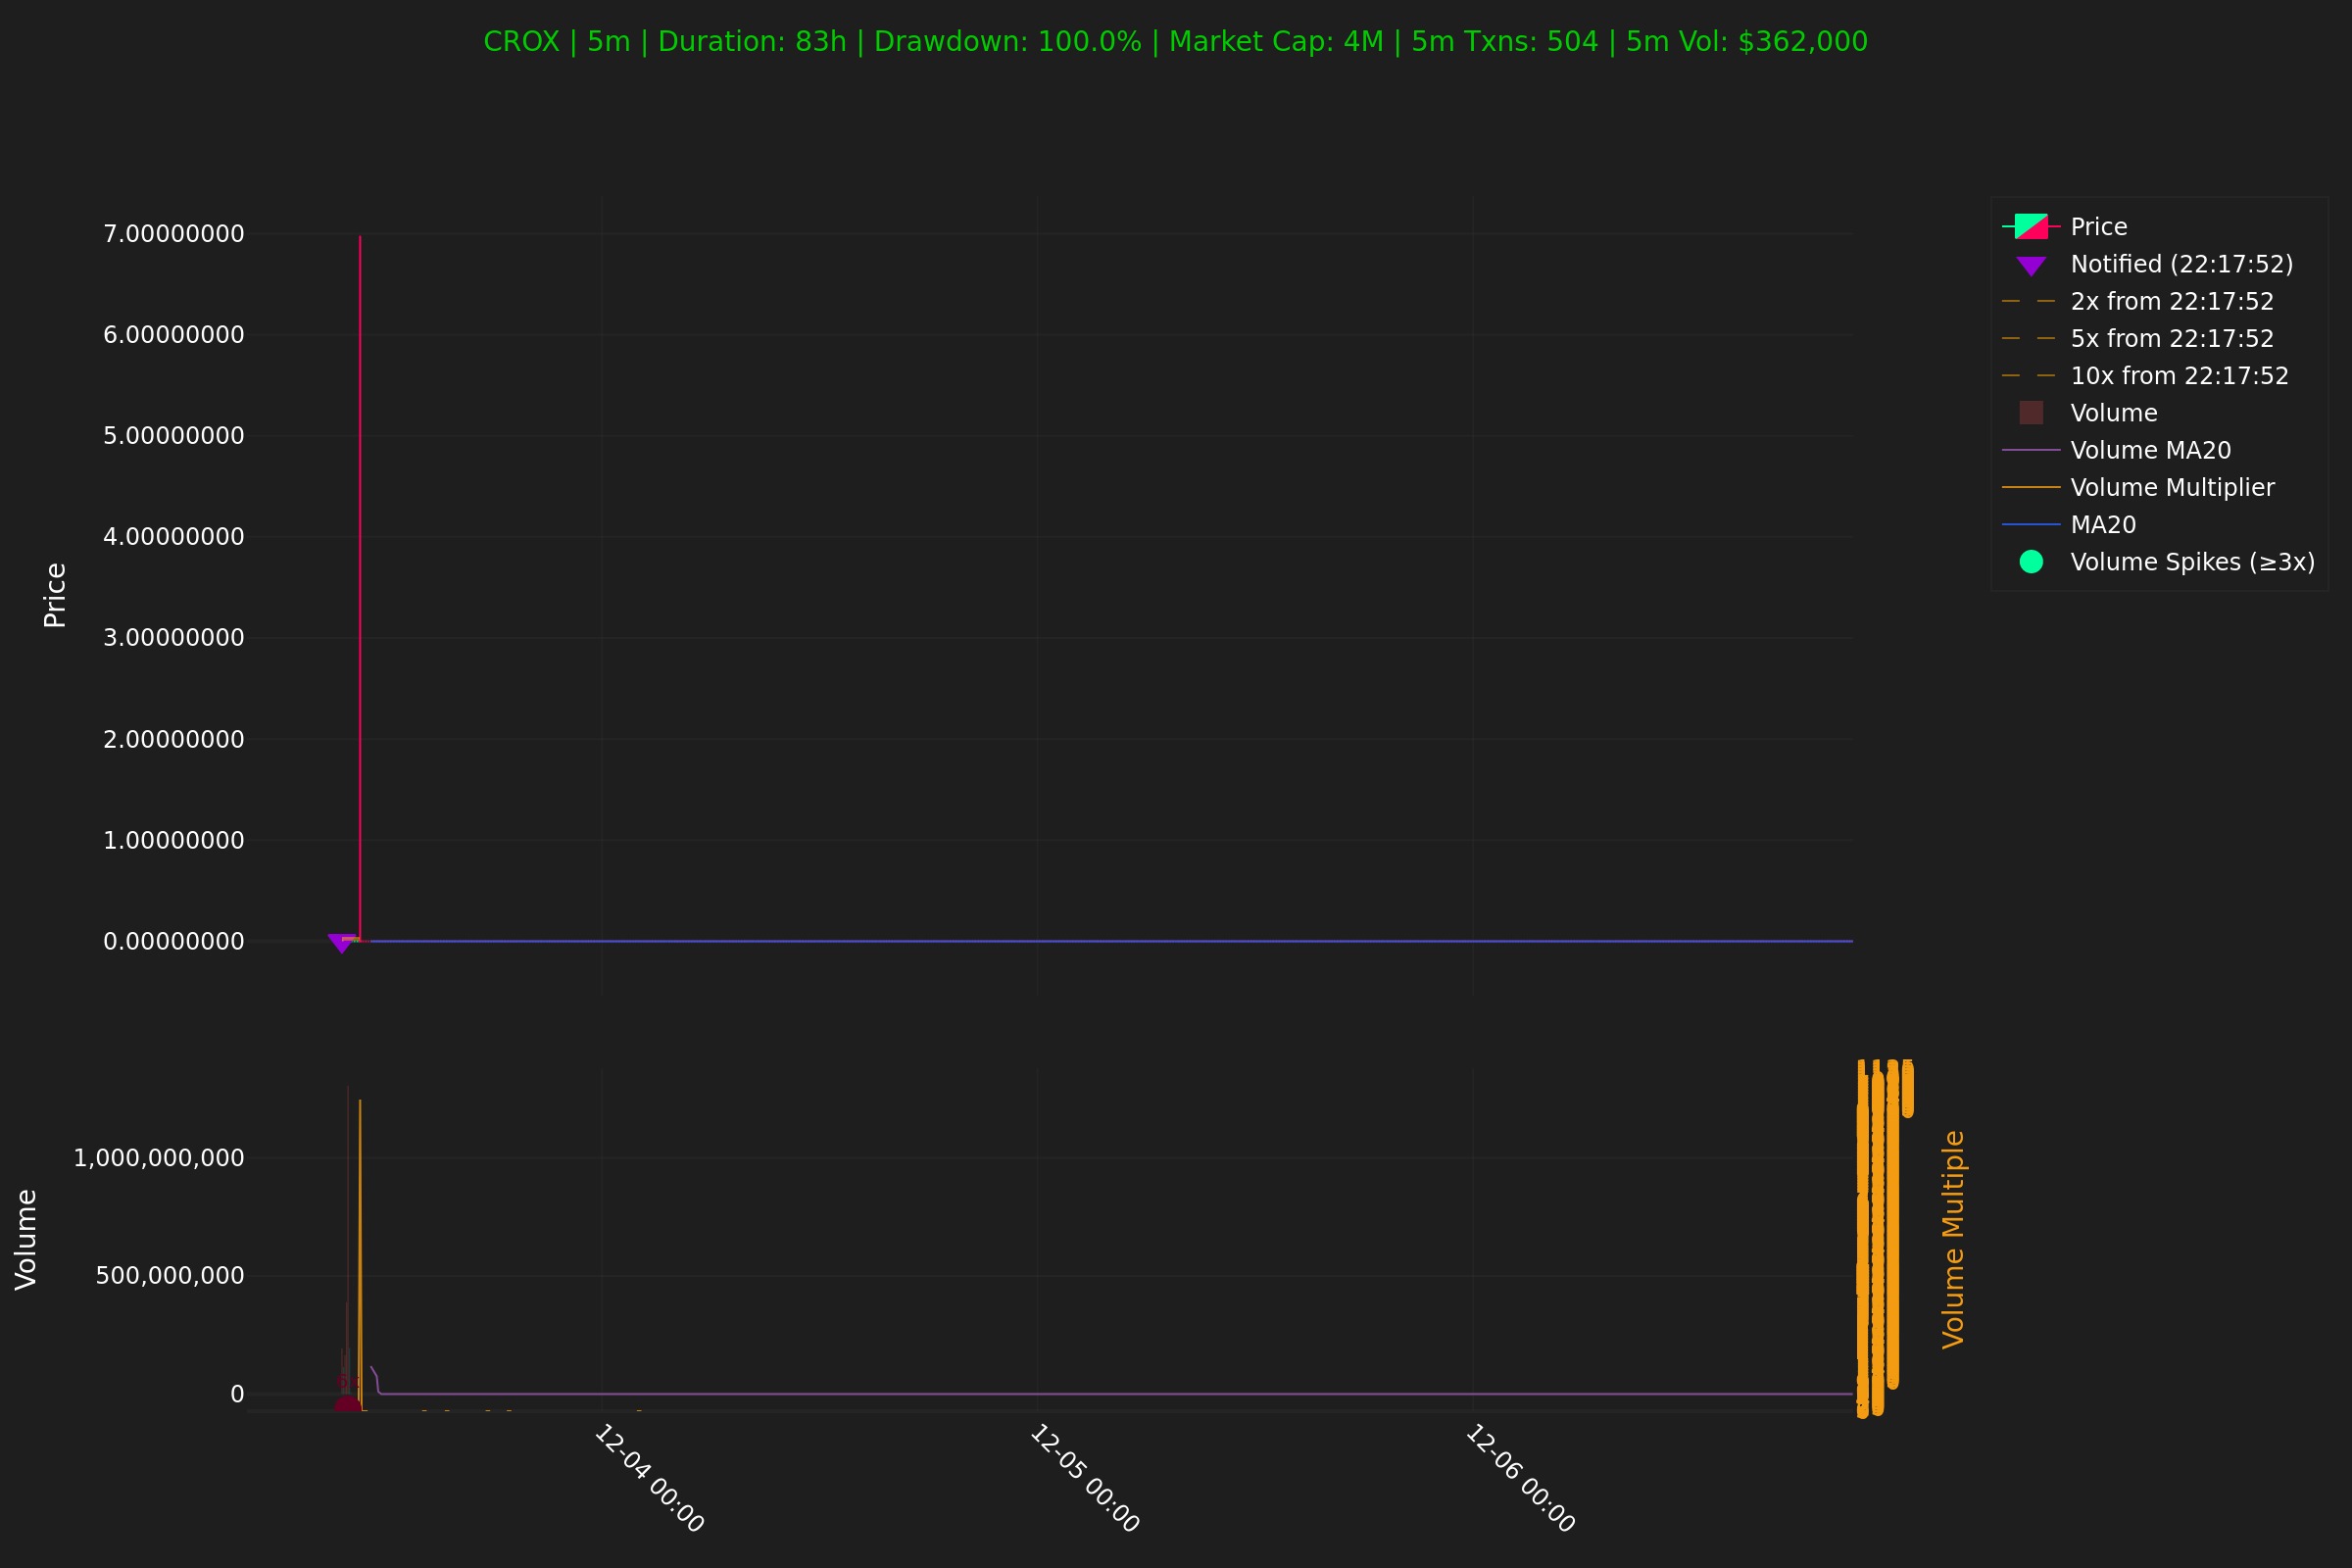 CROX | 5m | Duration: 83h | Drawdown: 100.0% | Market Cap: 4M | 5m Txns: 504 | 5m Vol: $362,000
7.00000000
6.00000000
5.00000000
4.00000000
3.00000000
2.00000000
1.00000000
0.00000000
Price
Price
Notified (22:17:52)
2x from 22:17:52
5x from 22:17:52
10x from 22:17:52
Volume
Volume MA20
Volume Multiplier
MA20
Volume Spikes (≥3x)
1,000,000,000
500,000,000
0
Volume
Volume Multiple
12-04 00:00
12-05 00:00
12-06 00:00